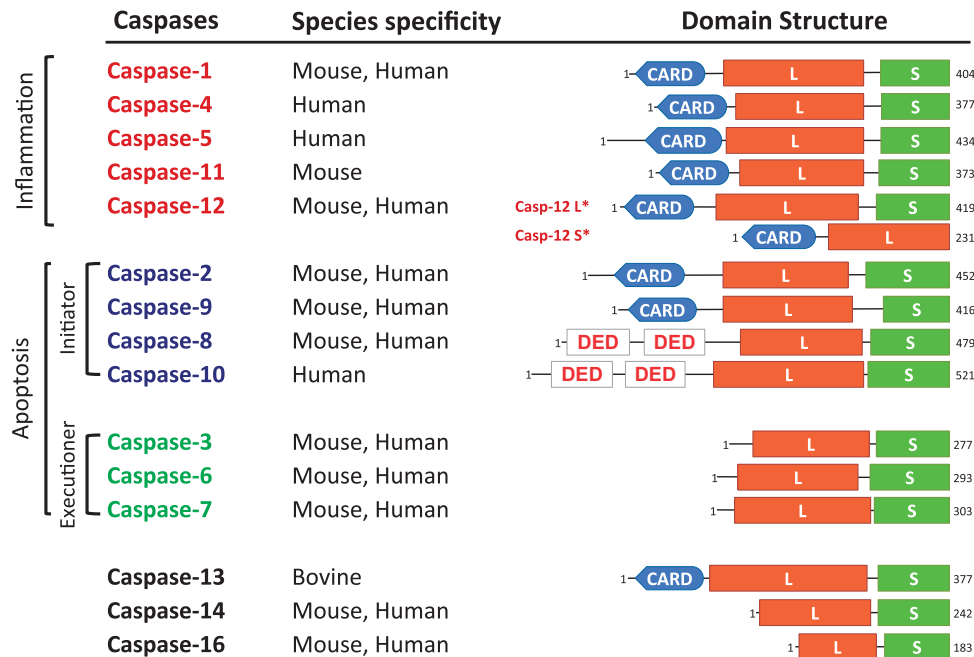 Caspases Species specificity Domain Structure
Inflammation
Caspase-1 Mouse, Human 1 CARD L S 404
Caspase-4 Human 1 CARD L S 377
Caspase-5 Human 1 CARD L S 434
Caspase-11 Mouse 1 CARD L S 373
Caspase-12 Mouse, Human Casp-12 L* 1 CARD L S 419
Casp-12 S* 1 CARD L 231
Apoptosis
Initiator
Caspase-2 Mouse, Human 1 CARD L S 452
Caspase-9 Mouse, Human 1 CARD L S 416
Caspase-8 Mouse, Human 1 DED DED L S 479
Caspase-10 Human 1 DED DED L S 521
Executioner
Caspase-3 Mouse, Human 1 L S 277
Caspase-6 Mouse, Human 1 L S 293
Caspase-7 Mouse, Human 1 L S 303
Caspase-13 Bovine 1 CARD L S 377
Caspase-14 Mouse, Human 1 L S 242
Caspase-16 Mouse, Human 1 L S 183